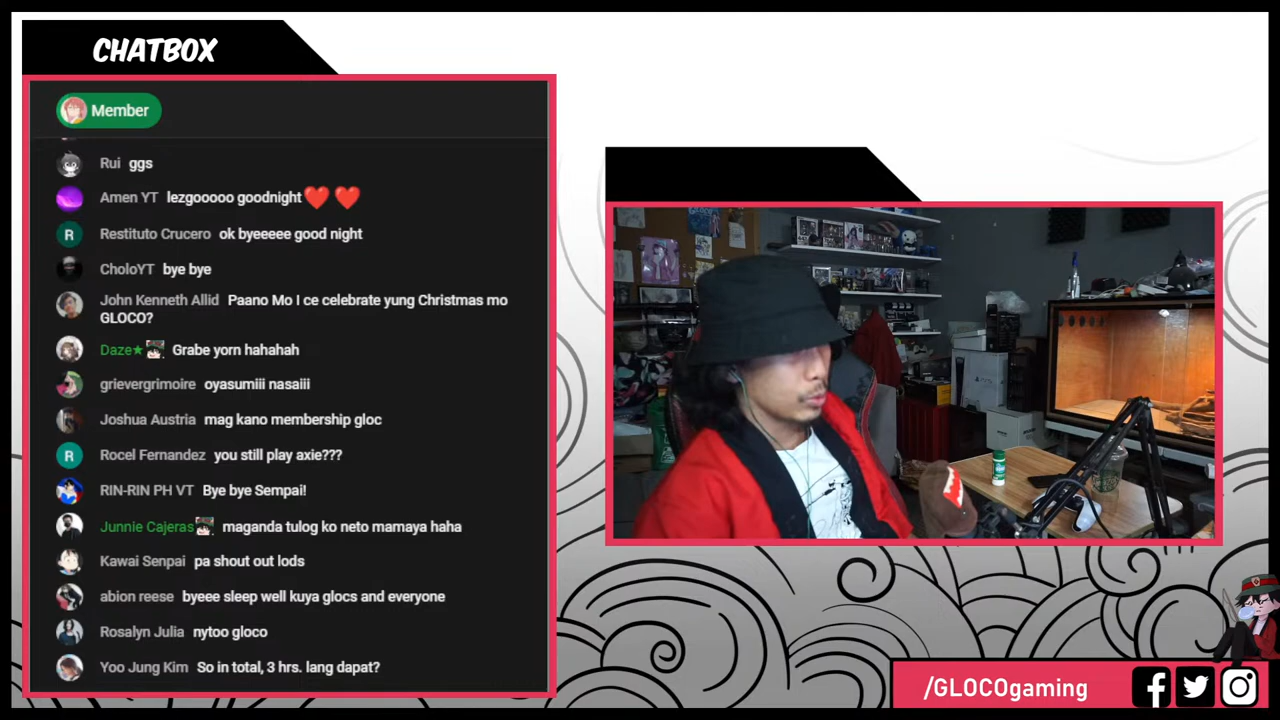 CHATBOX
Member
Rui ggs
Amen YT lezgooooo goodnight❤️ ❤️
Restituto Crucero ok byeeeee good night
CholoYT bye bye
John Kenneth Allid Paano Mo I ce celebrate yung Christmas mo
GLOCO?
Daze★ Grabe yorn hahahah
grievergrimoire oyasumiii nasaiii
Joshua Austria mag kano membership gloc
Rocel Fernandez you still play axie???
RIN-RIN PH VT Bye bye Sempai!
Junnie Cajeras maganda tulog ko neto mamaya haha
Kawai Senpai pa shout out lods
abion reese byeee sleep well kuya glocs and everyone
Rosalyn Julia nytoo gloco
Yoo Jung Kim So in total, 3 hrs. lang dapat?
R
R
/GLOCOgaming